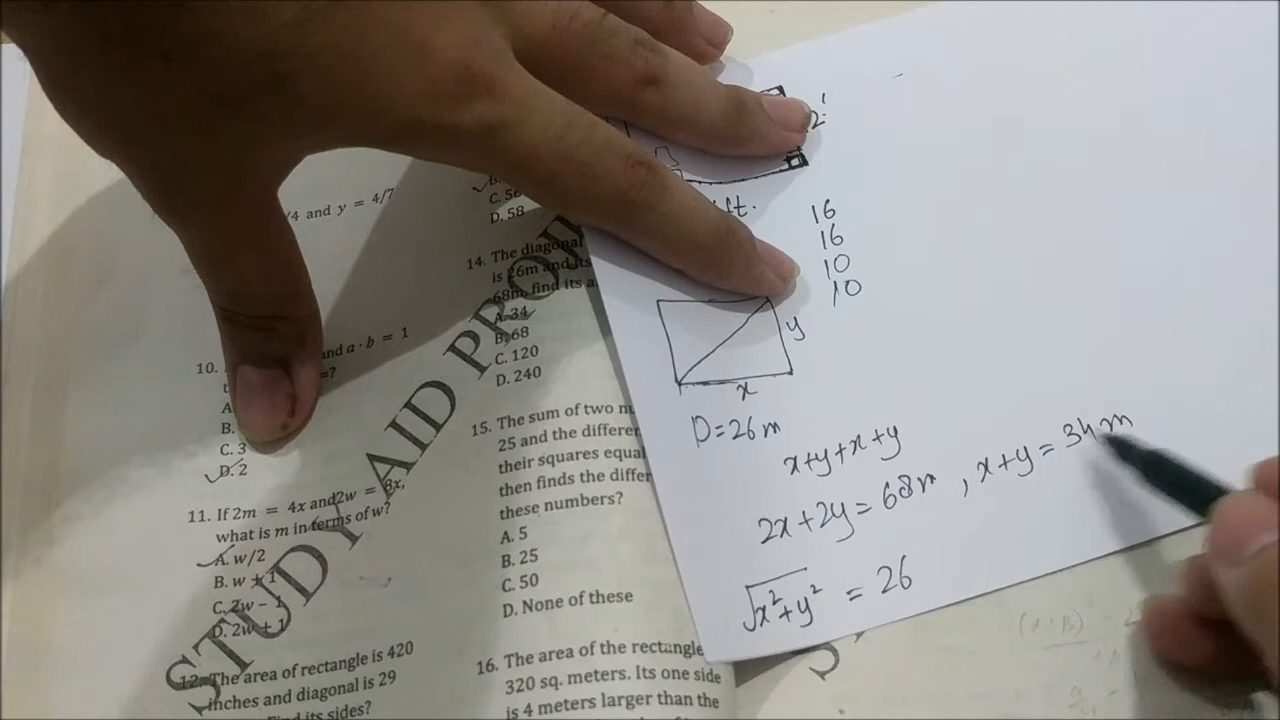 /4 and y = 4/7
10.
and a · b = 1
=?
A
B.
C. 3
D. 2
11. If 2m = 4x and 2w = 8x,
what is m in terms of w?
A. w/2
B. w + 1
C. 2w − 1
D. 2w + 1
12. The area of rectangle is 420
inches and diagonal is 29
its sides?
C. 56
D. 58
14. The diagonal
is 26m and its
68m, find its a
A. 34
B. 68
C. 120
D. 240
15. The sum of two
25 and the differen
their squares equal
then finds the differ
these numbers?
A. 5
B. 25
C. 50
D. None of these
16. The area of the rectangle
320 sq. meters. Its one side
is 4 meters larger than the
STUDY AID PRO
2
ft.
16
16
10
10
y
x
D = 26 m
x+y+x+y
2x + 2y = 68m , x+y = 34m
√x²+y² = 26